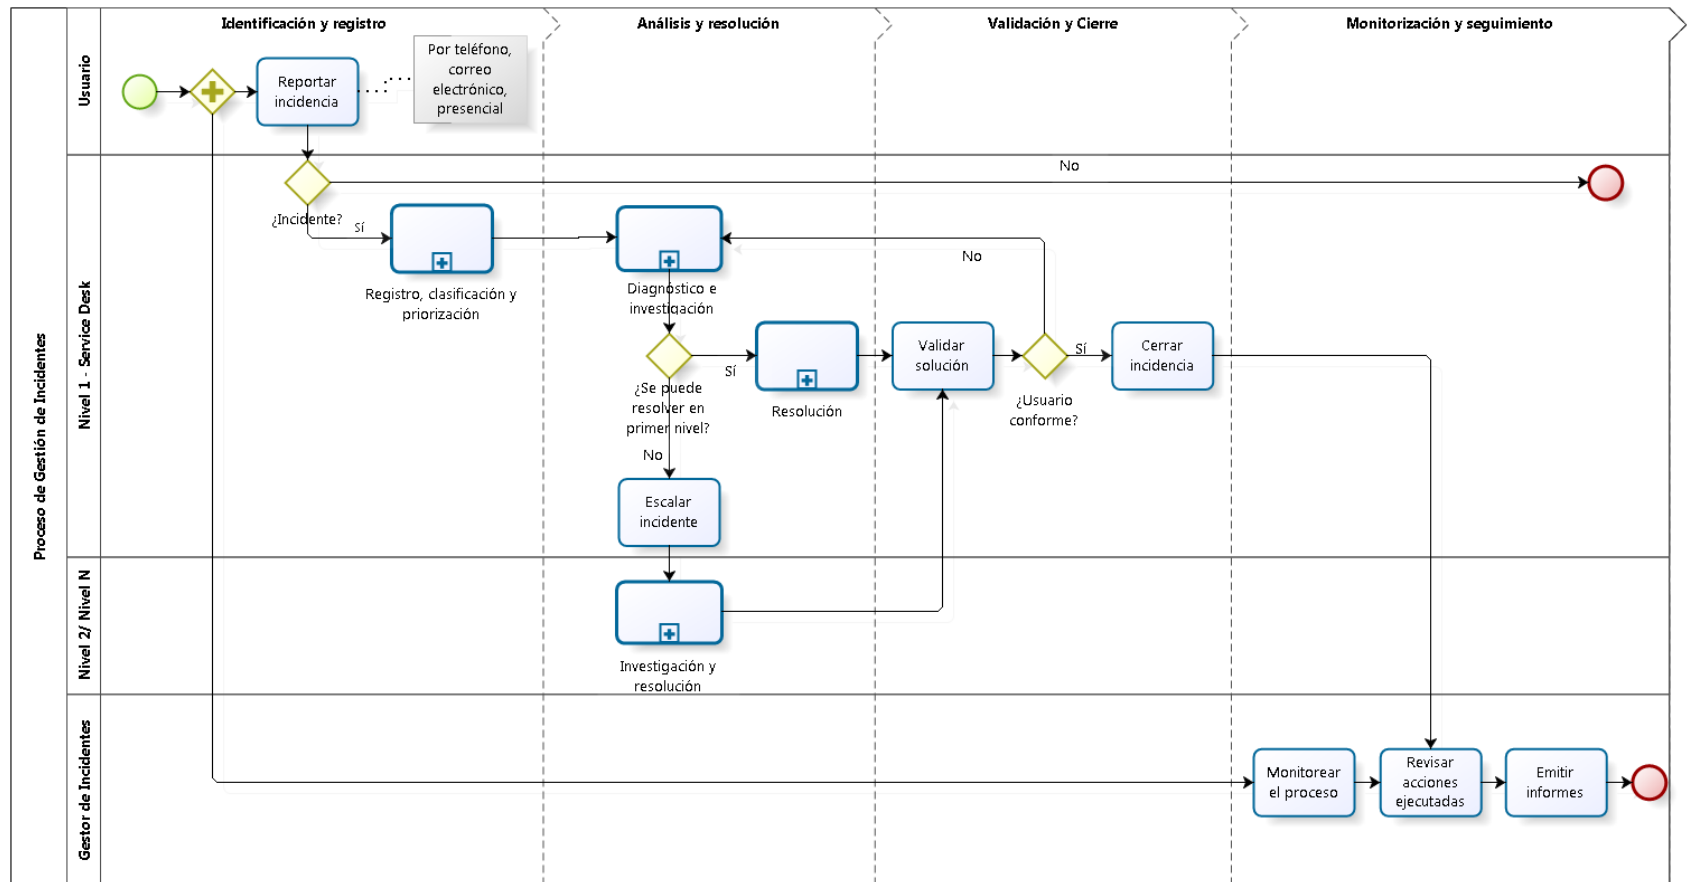 Identificación y registro
Análisis y resolución
Validación y Cierre
Monitorización y seguimiento
Proceso de Gestión de Incidentes
Usuario
Reportar
incidencia
Por teléfono,
correo
electrónico,
presencial
Nivel 1 - Service Desk
¿Incidente?
No
Sí
Registro, clasificación y
priorización
Diagnóstico e
investigación
No
¿Se puede
resolver en
primer nivel?
Sí
Resolución
Validar
solución
¿Usuario
conforme?
Sí
Cerrar
incidencia
No
Escalar
incidente
Nivel 2/ Nivel N
Investigación y
resolución
Gestor de Incidentes
Monitorear
el proceso
Revisar
acciones
ejecutadas
Emitir
informes